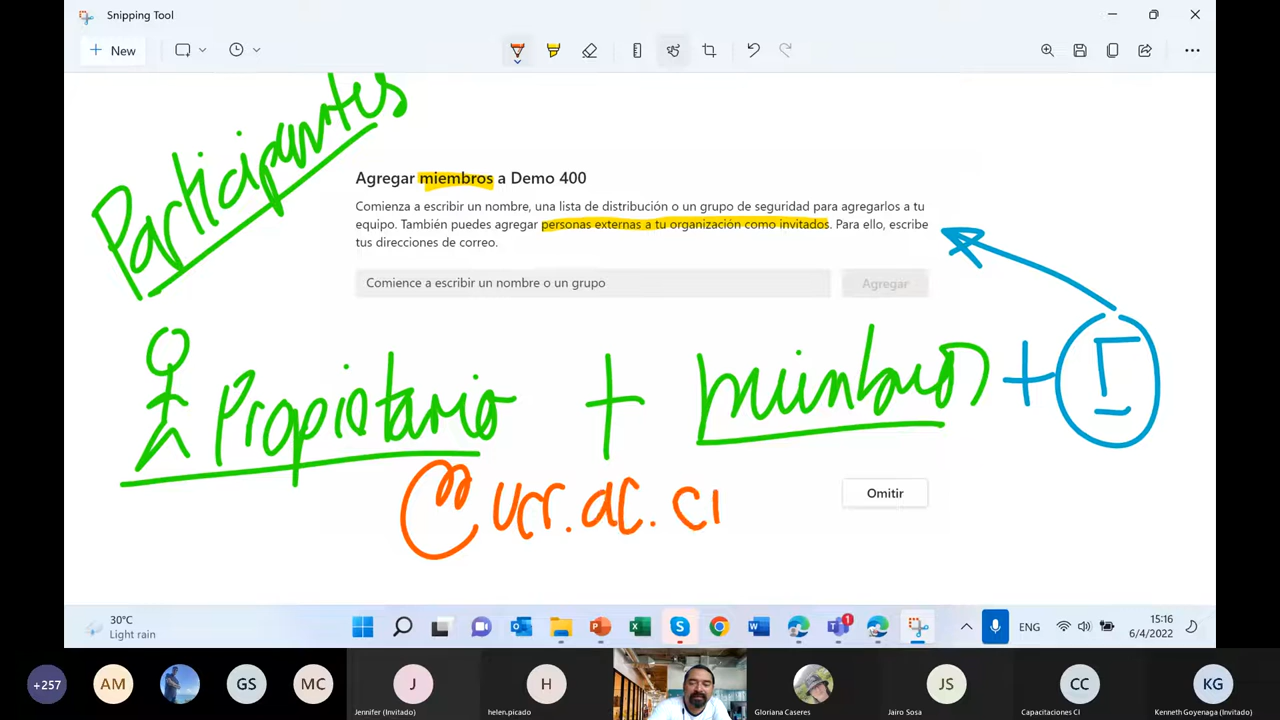 Snipping Tool
New
Participantes
Agregar miembros a Demo 400
Comienza a escribir un nombre, una lista de distribución o un grupo de seguridad para agregarlos a tu
equipo. También puedes agregar personas externas a tu organización como invitados. Para ello, escribe
tus direcciones de correo.
Comience a escribir un nombre o un grupo
Agregar
Propietario + miembros + I
Omitir
@ucr.ac.cr
30°C
Light rain
1
ENG
15:16
6/4/2022
+257
AM
GS
MC
J
H
JS
CC
KG
Jennifer (Invitado)
helen.picado
Gloriana Caseres
Jairo Sosa
Capacitaciones CI
Kenneth Goyenaga (Invitado)